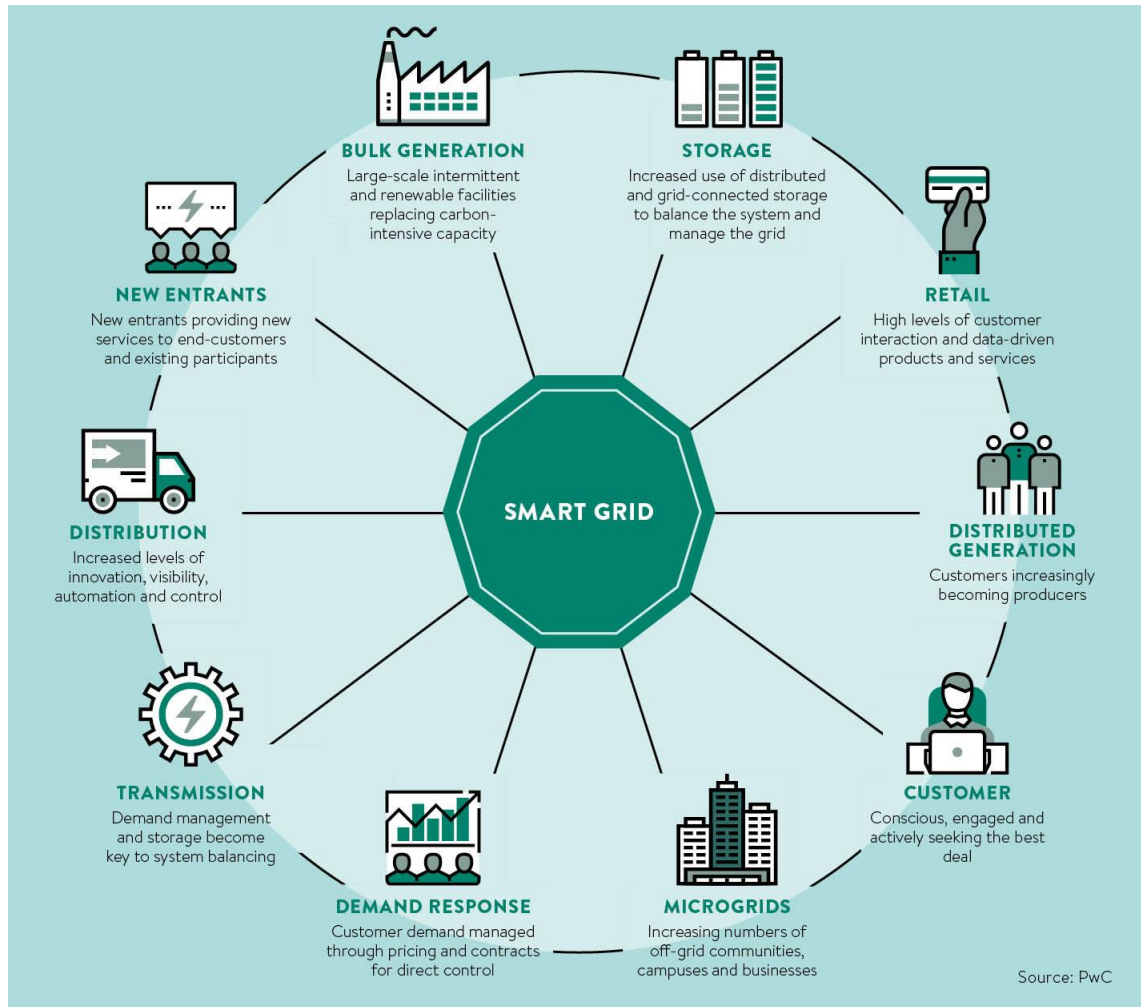 BULK GENERATION
Large-scale intermittent
and renewable facilities
replacing carbon-
intensive capacity
STORAGE
Increased use of distributed
and grid-connected storage
to balance the system and
manage the grid
RETAIL
High levels of customer
interaction and data-driven
products and services
DISTRIBUTED
GENERATION
Customers increasingly
becoming producers
CUSTOMER
Conscious, engaged and
actively seeking the best
deal
MICROGRIDS
Increasing numbers of
off-grid communities,
campuses and businesses
DEMAND RESPONSE
Customer demand managed
through pricing and contracts
for direct control
TRANSMISSION
Demand management
and storage become
key to system balancing
DISTRIBUTION
Increased levels of
innovation, visibility,
automation and control
NEW ENTRANTS
New entrants providing new
services to end-customers
and existing participants
SMART GRID
Source: PwC